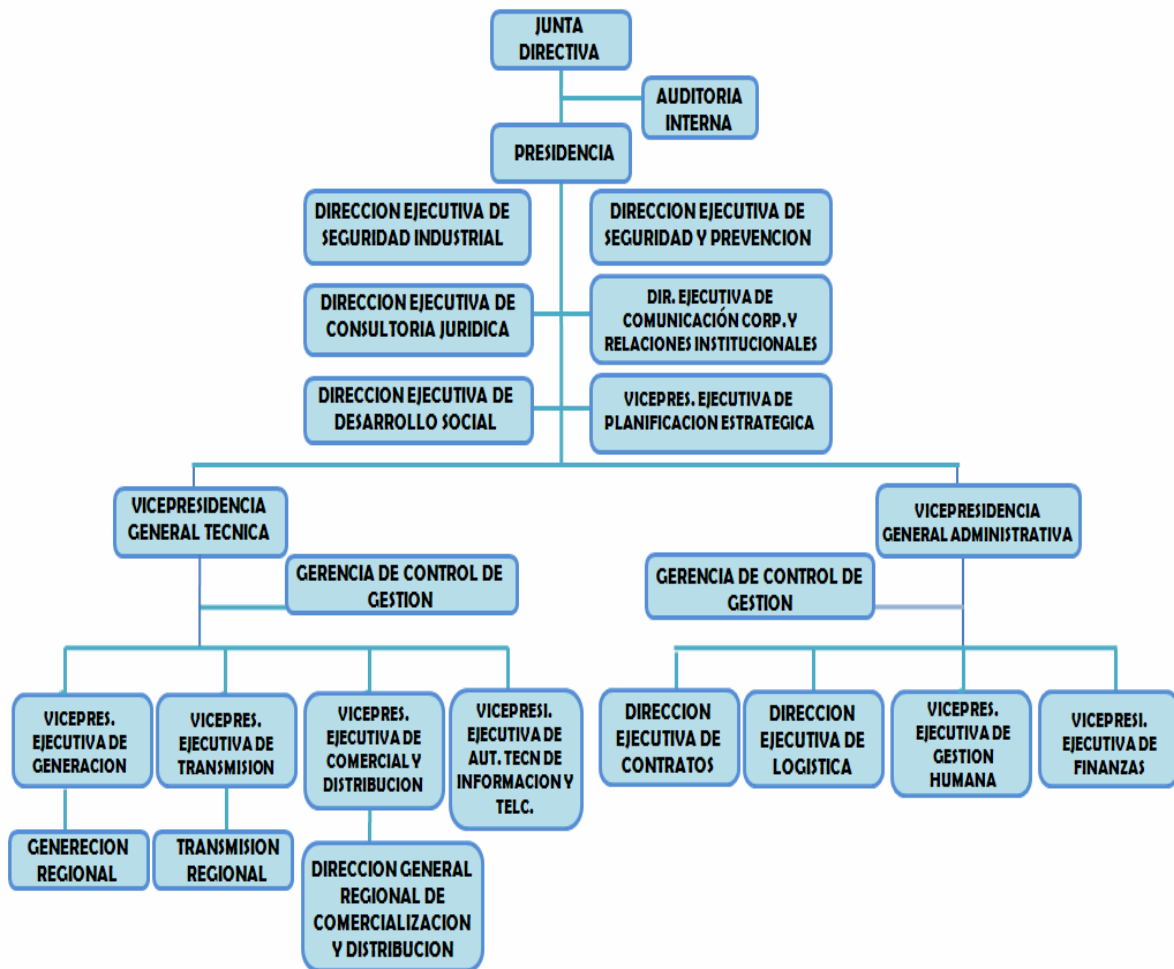 JUNTA
DIRECTIVA
AUDITORIA
INTERNA
PRESIDENCIA
DIRECCION EJECUTIVA DE
SEGURIDAD INDUSTRIAL
DIRECCION EJECUTIVA DE
SEGURIDAD Y PREVENCION
DIRECCION EJECUTIVA DE
CONSULTORIA JURIDICA
DIR. EJECUTIVA DE
COMUNICACIÓN CORP. Y
RELACIONES INSTITUCIONALES
DIRECCION EJECUTIVA DE
DESARROLLO SOCIAL
VICEPRES. EJECUTIVA DE
PLANIFICACION ESTRATEGICA
VICEPRESIDENCIA
GENERAL TECNICA
VICEPRESIDENCIA
GENERAL ADMINISTRATIVA
GERENCIA DE CONTROL DE
GESTION
GERENCIA DE CONTROL DE
GESTION
VICEPRES.
EJECUTIVA DE
GENERACION
VICEPRES.
EJECUTIVA DE
TRANSMISION
VICEPRES.
EJECUTIVA DE
COMERCIAL Y
DISTRIBUCION
VICEPRESI.
EJECUTIVA DE
AUT. TECN DE
INFORMACION Y
TELC.
DIRECCION
EJECUTIVA DE
CONTRATOS
DIRECCION
EJECUTIVA DE
LOGISTICA
VICEPRES.
EJECUTIVA DE
GESTION
HUMANA
VICEPRESI.
EJECUTIVA DE
FINANZAS
GENERECION
REGIONAL
TRANSMISION
REGIONAL
DIRECCION GENERAL
REGIONAL DE
COMERCIALIZACION
Y DISTRIBUCION